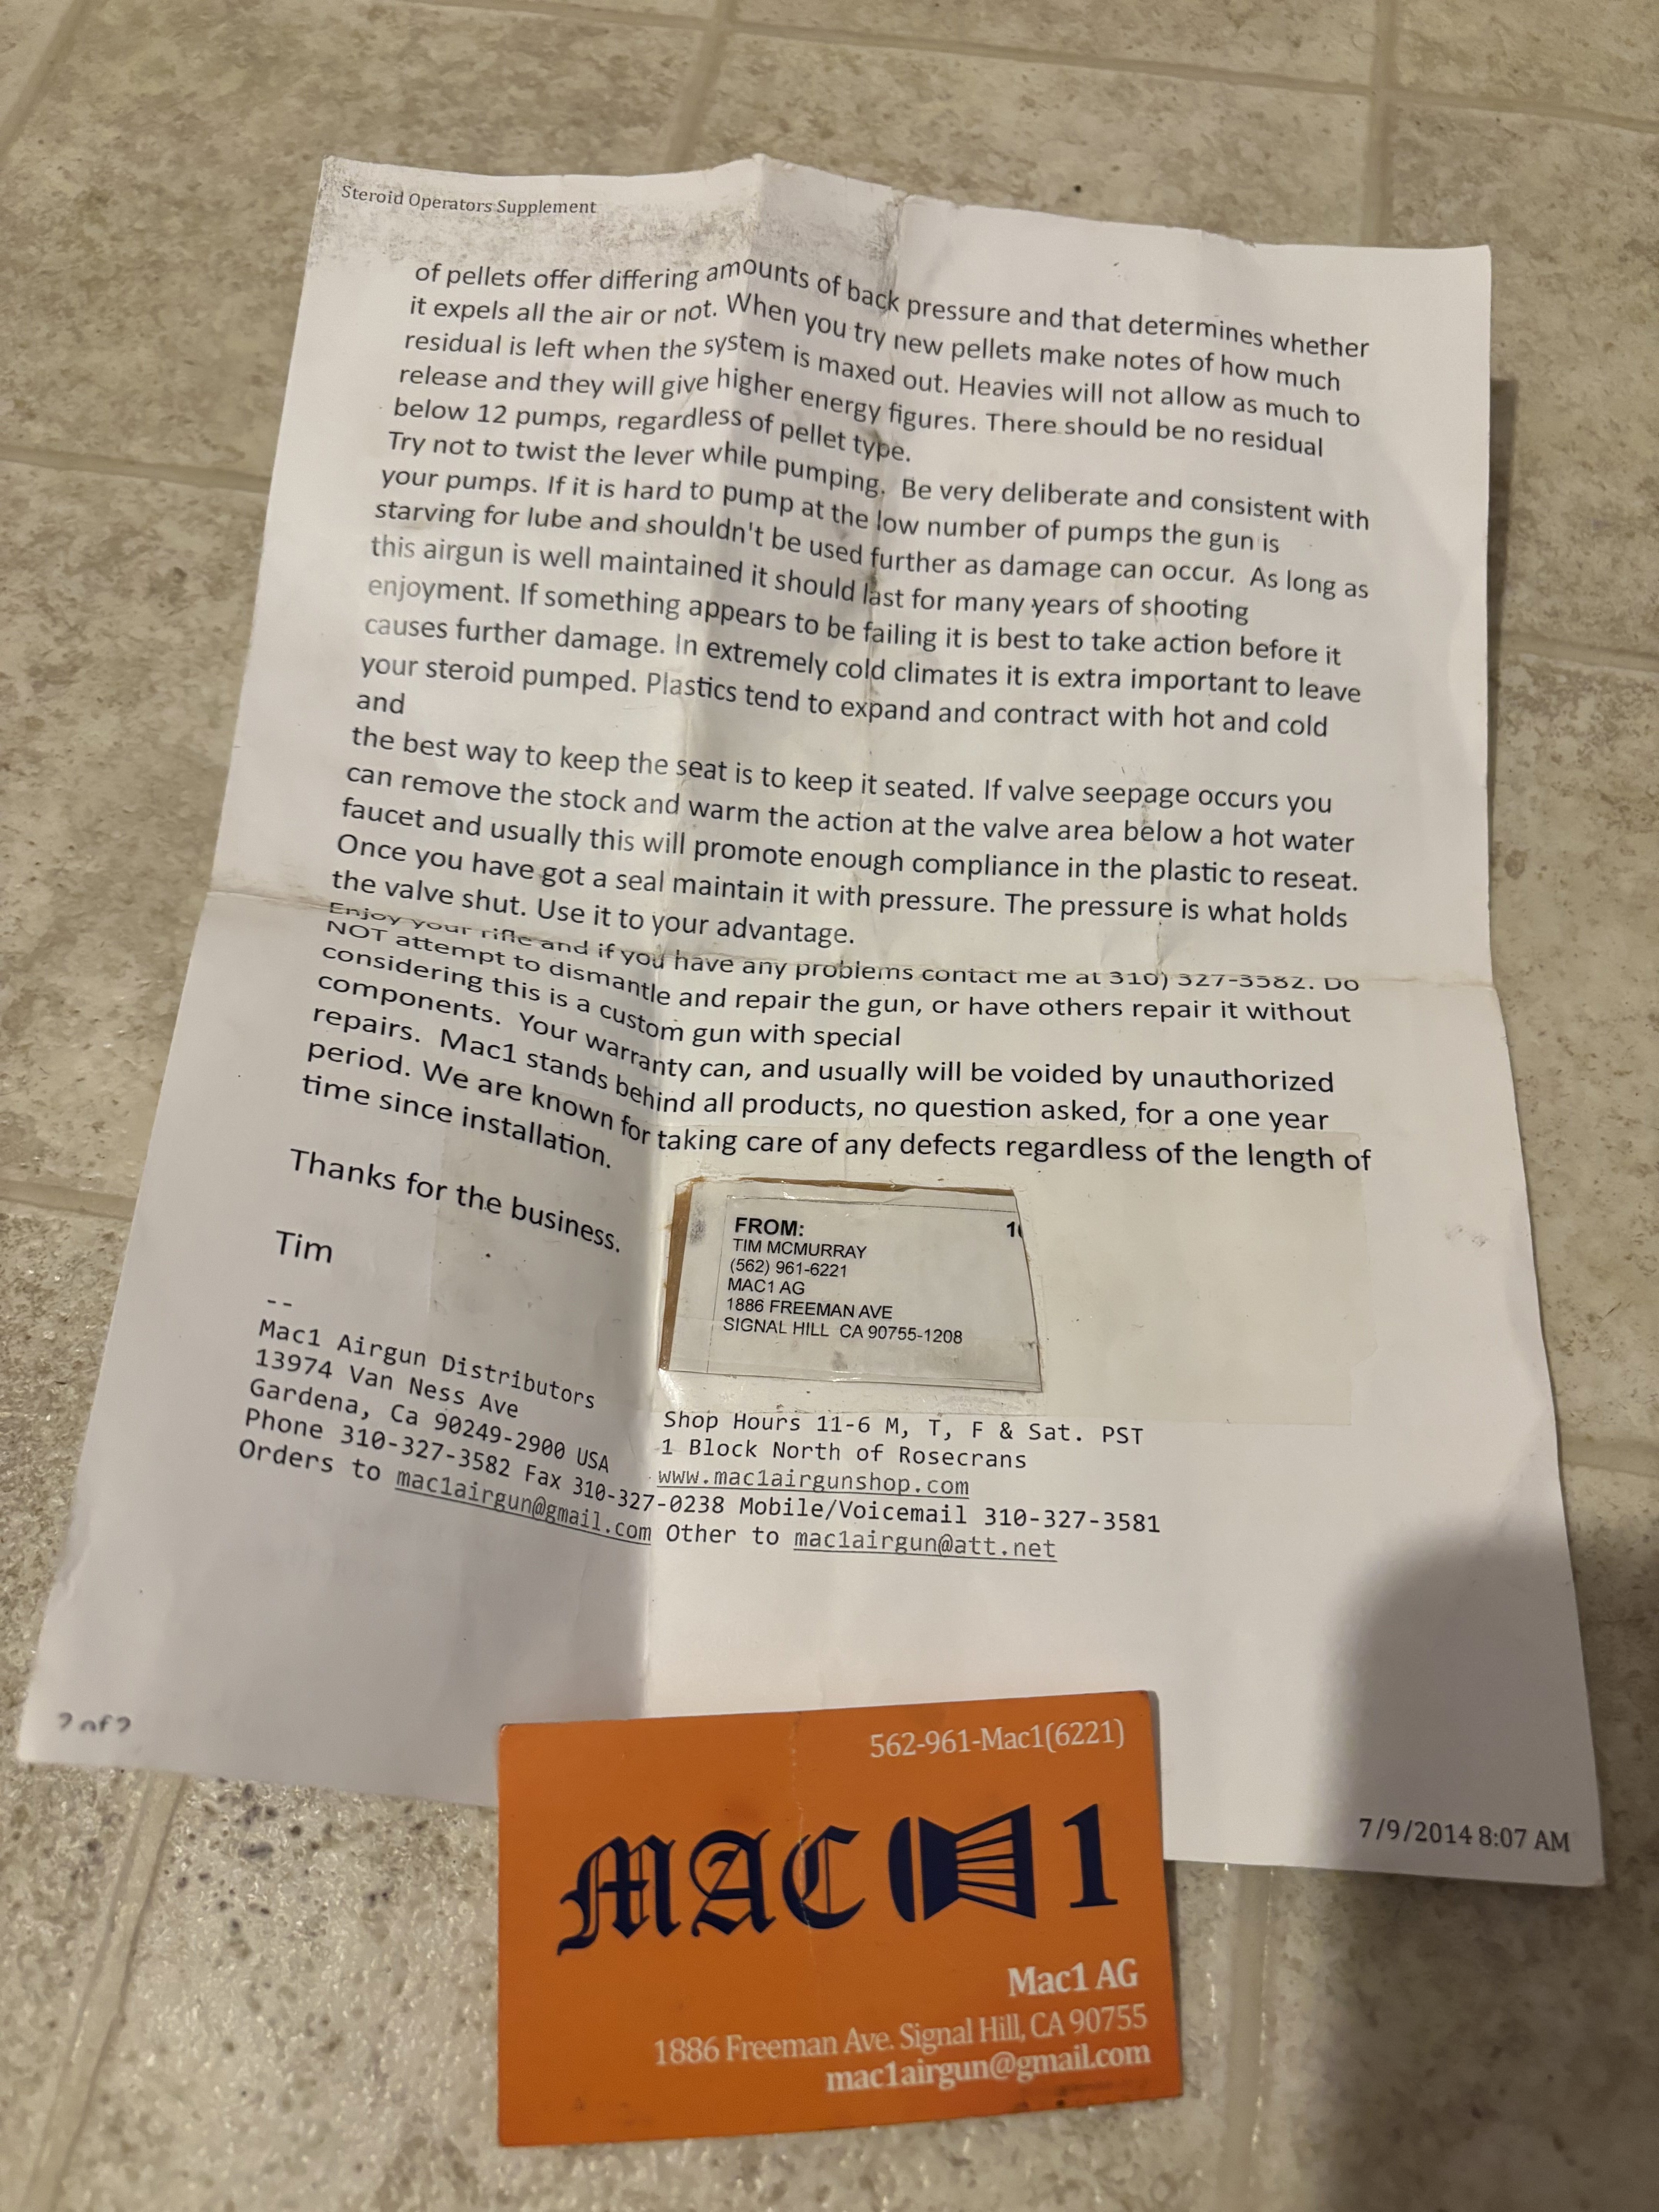 Steroid Operators Supplement
of pellets offer differing amounts of back pressure and that determines whether
it expels all the air or not. When you try new pellets make notes of how much
residual is left when the system is maxed out. Heavies will not allow as much to
release and they will give higher energy figures. There should be no residual
below 12 pumps, regardless of pellet type.
Try not to twist the lever while pumping. Be very deliberate and consistent with
your pumps. If it is hard to pump at the low number of pumps the gun is
starving for lube and shouldn't be used further as damage can occur. As long as
this airgun is well maintained it should last for many years of shooting
enjoyment. If something appears to be failing it is best to take action before it
causes further damage. In extremely cold climates it is extra important to leave
your steroid pumped. Plastics tend to expand and contract with hot and cold
and
the best way to keep the seat is to keep it seated. If valve seepage occurs you
can remove the stock and warm the action at the valve area below a hot water
faucet and usually this will promote enough compliance in the plastic to reseat.
Once you have got a seal maintain it with pressure. The pressure is what holds
the valve shut. Use it to your advantage.
Enjoy your rifle and if you have any problems contact me at 310) 327-3582. Do
NOT attempt to dismantle and repair the gun, or have others repair it without
considering this is a custom gun with special
components. Your warranty can, and usually will be voided by unauthorized
repairs. Mac1 stands behind all products, no question asked, for a one year
period. We are known for taking care of any defects regardless of the length of
time since installation.
Thanks for the business.
Tim
--
FROM:
TIM MCMURRAY
(562) 961-6221
MAC1 AG
1886 FREEMAN AVE
SIGNAL HILL CA 90755-1208
Mac1 Airgun Distributors
13974 Van Ness Ave Shop Hours 11-6 M, T, F & Sat. PST
Gardena, Ca 90249-2900 USA 1 Block North of Rosecrans
www.mac1airgunshop.com
Phone 310-327-3582 Fax 310-327-0238 Mobile/Voicemail 310-327-3581
Orders to mac1airgun@gmail.com Other to mac1airgun@att.net
2 of 2
7/9/2014 8:07 AM
562-961-Mac1(6221)
MAC 1
Mac1 AG
1886 Freeman Ave. Signal Hill, CA 90755
mac1airgun@gmail.com